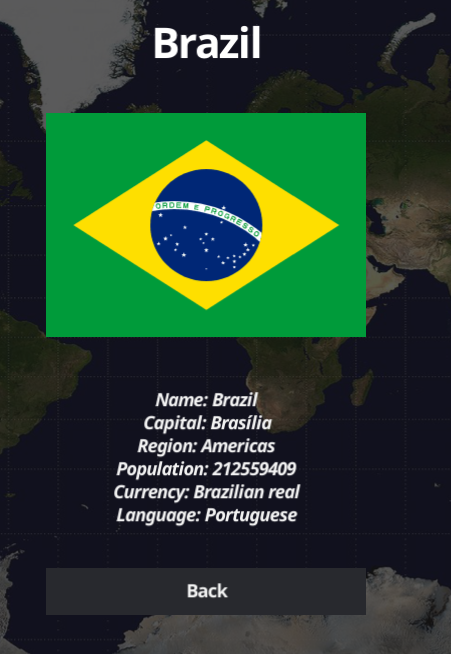 Brazil
ORDEM E PROGRESSO
Name: Brazil
Capital: Brasília
Region: Americas
Population: 212559409
Currency: Brazilian real
Language: Portuguese
Back